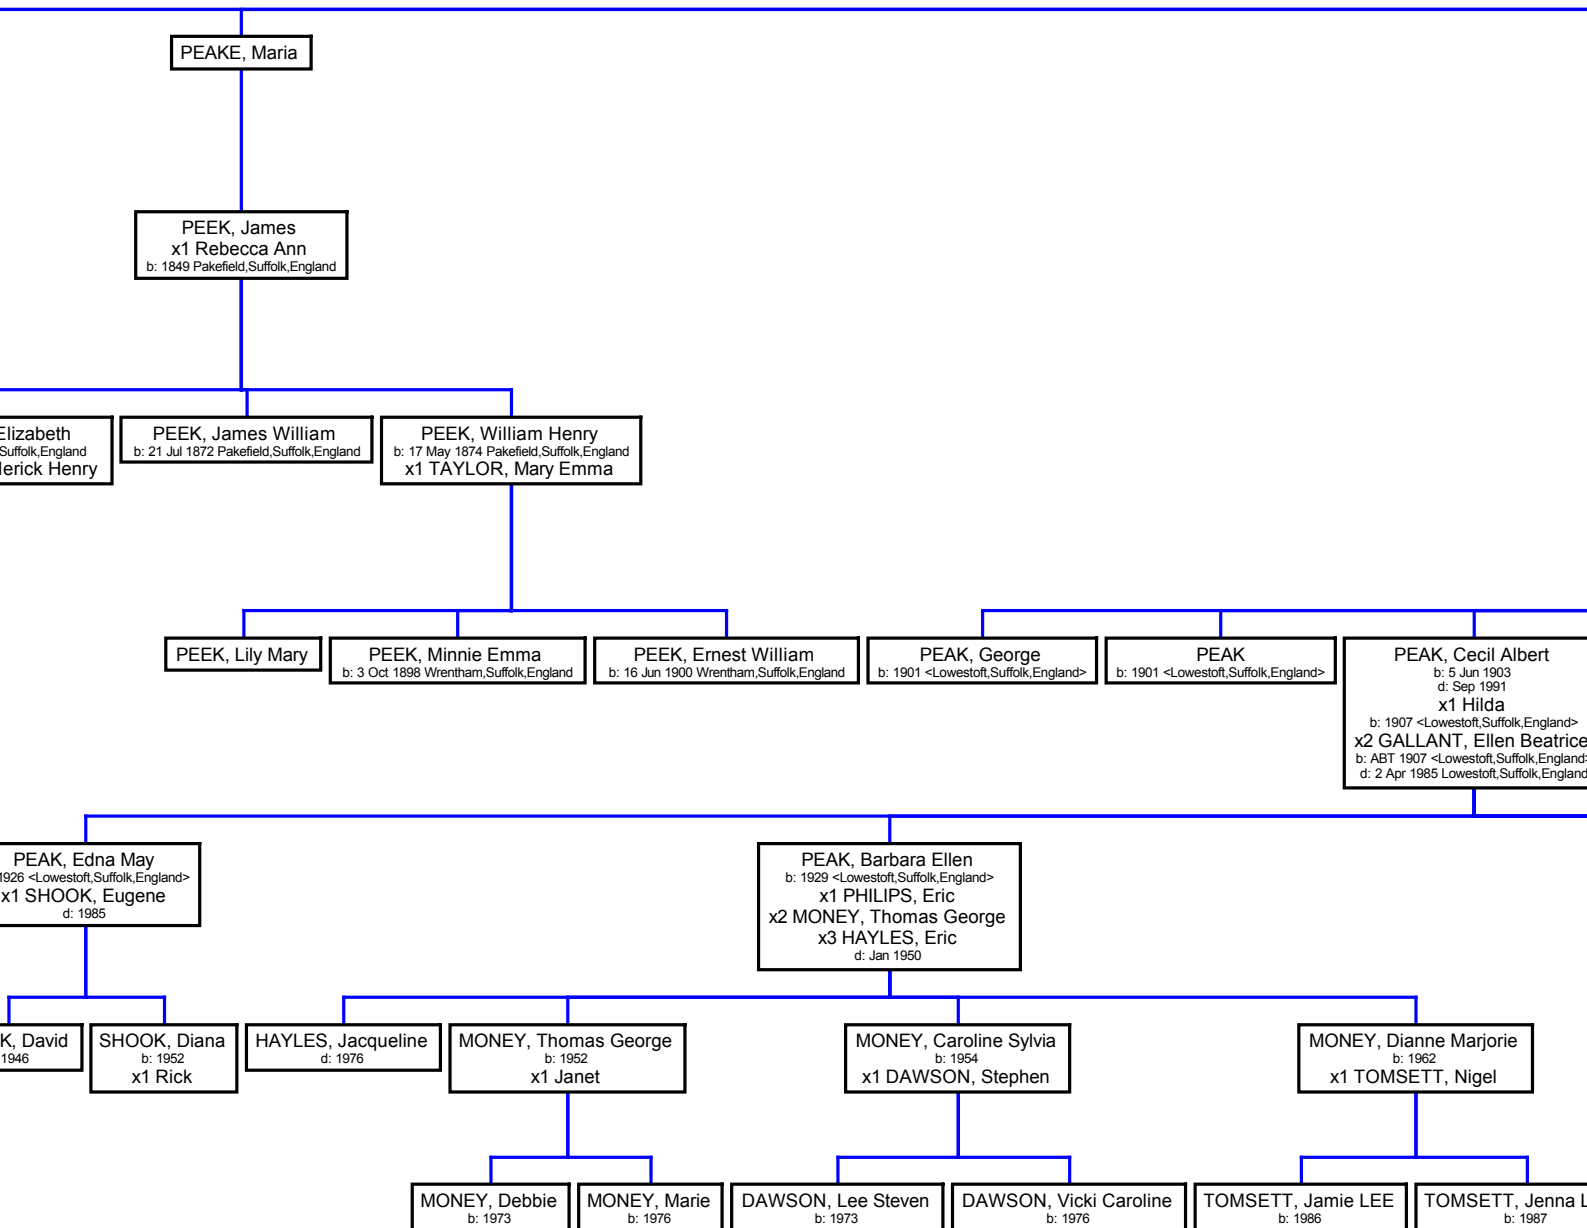 PEAKE, Maria
PEEK, James
x1 Rebecca Ann
b: 1849 Pakefield,Suffolk,England
Elizabeth
Suffolk,England
erick Henry
PEEK, James William
b: 21 Jul 1872 Pakefield,Suffolk,England
PEEK, William Henry
b: 17 May 1874 Pakefield,Suffolk,England
x1 TAYLOR, Mary Emma
PEEK, Lily Mary
PEEK, Minnie Emma
b: 3 Oct 1898 Wrentham,Suffolk,England
PEEK, Ernest William
b: 16 Jun 1900 Wrentham,Suffolk,England
PEAK, George
b: 1901 <Lowestoft,Suffolk,England>
PEAK
b: 1901 <Lowestoft,Suffolk,England>
PEAK, Cecil Albert
b: 5 Jun 1903
d: Sep 1991
x1 Hilda
b: 1907 <Lowestoft,Suffolk,England>
x2 GALLANT, Ellen Beatrice
b: ABT 1907 <Lowestoft,Suffolk,England>
d: 2 Apr 1985 Lowestoft,Suffolk,England
PEAK, Edna May
1926 <Lowestoft,Suffolk,England>
x1 SHOOK, Eugene
d: 1985
PEAK, Barbara Ellen
b: 1929 <Lowestoft,Suffolk,England>
x1 PHILIPS, Eric
x2 MONEY, Thomas George
x3 HAYLES, Eric
d: Jan 1950
K, David
1946
SHOOK, Diana
b: 1952
x1 Rick
HAYLES, Jacqueline
d: 1976
MONEY, Thomas George
b: 1952
x1 Janet
MONEY, Caroline Sylvia
b: 1954
x1 DAWSON, Stephen
MONEY, Dianne Marjorie
b: 1962
x1 TOMSETT, Nigel
MONEY, Debbie
b: 1973
MONEY, Marie
b: 1976
DAWSON, Lee Steven
b: 1973
DAWSON, Vicki Caroline
b: 1976
TOMSETT, Jamie LEE
b: 1986
TOMSETT, Jenna L
b: 1987